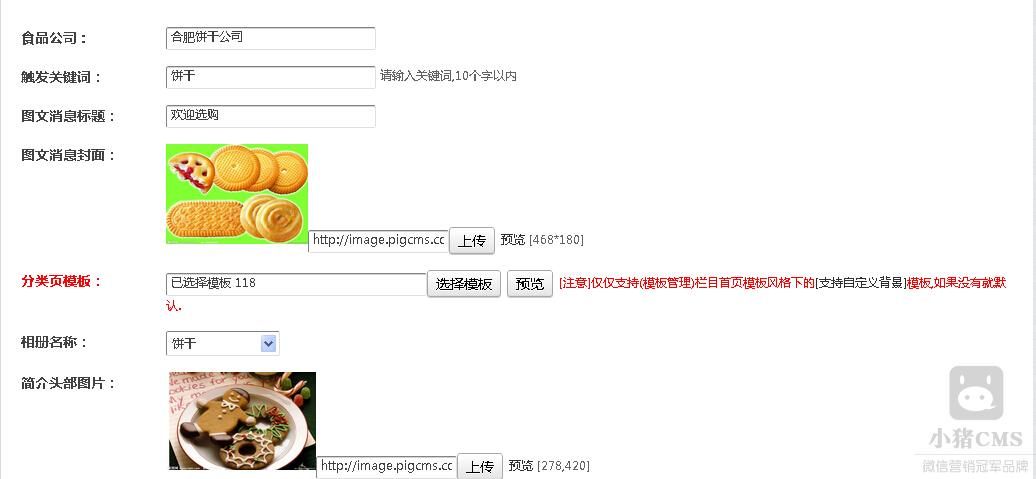 食品公司： 合肥饼干公司
触发关键词： 饼干 请输入关键词,10个字以内
图文消息标题： 欢迎选购
图文消息封面：
http://image.pigcms.cc 上传 预览 [468*180]
分类页模板： 已选择模板 118 选择模板 预览 [注意]仅仅支持(模板管理)栏目首页模板风格下的[支持自定义背景]模板,如果没有就默
认.
相册名称： 饼干
简介头部图片：
http://image.pigcms.cc 上传 预览 [278,420]
小猪CMS
微信营销冠军品牌